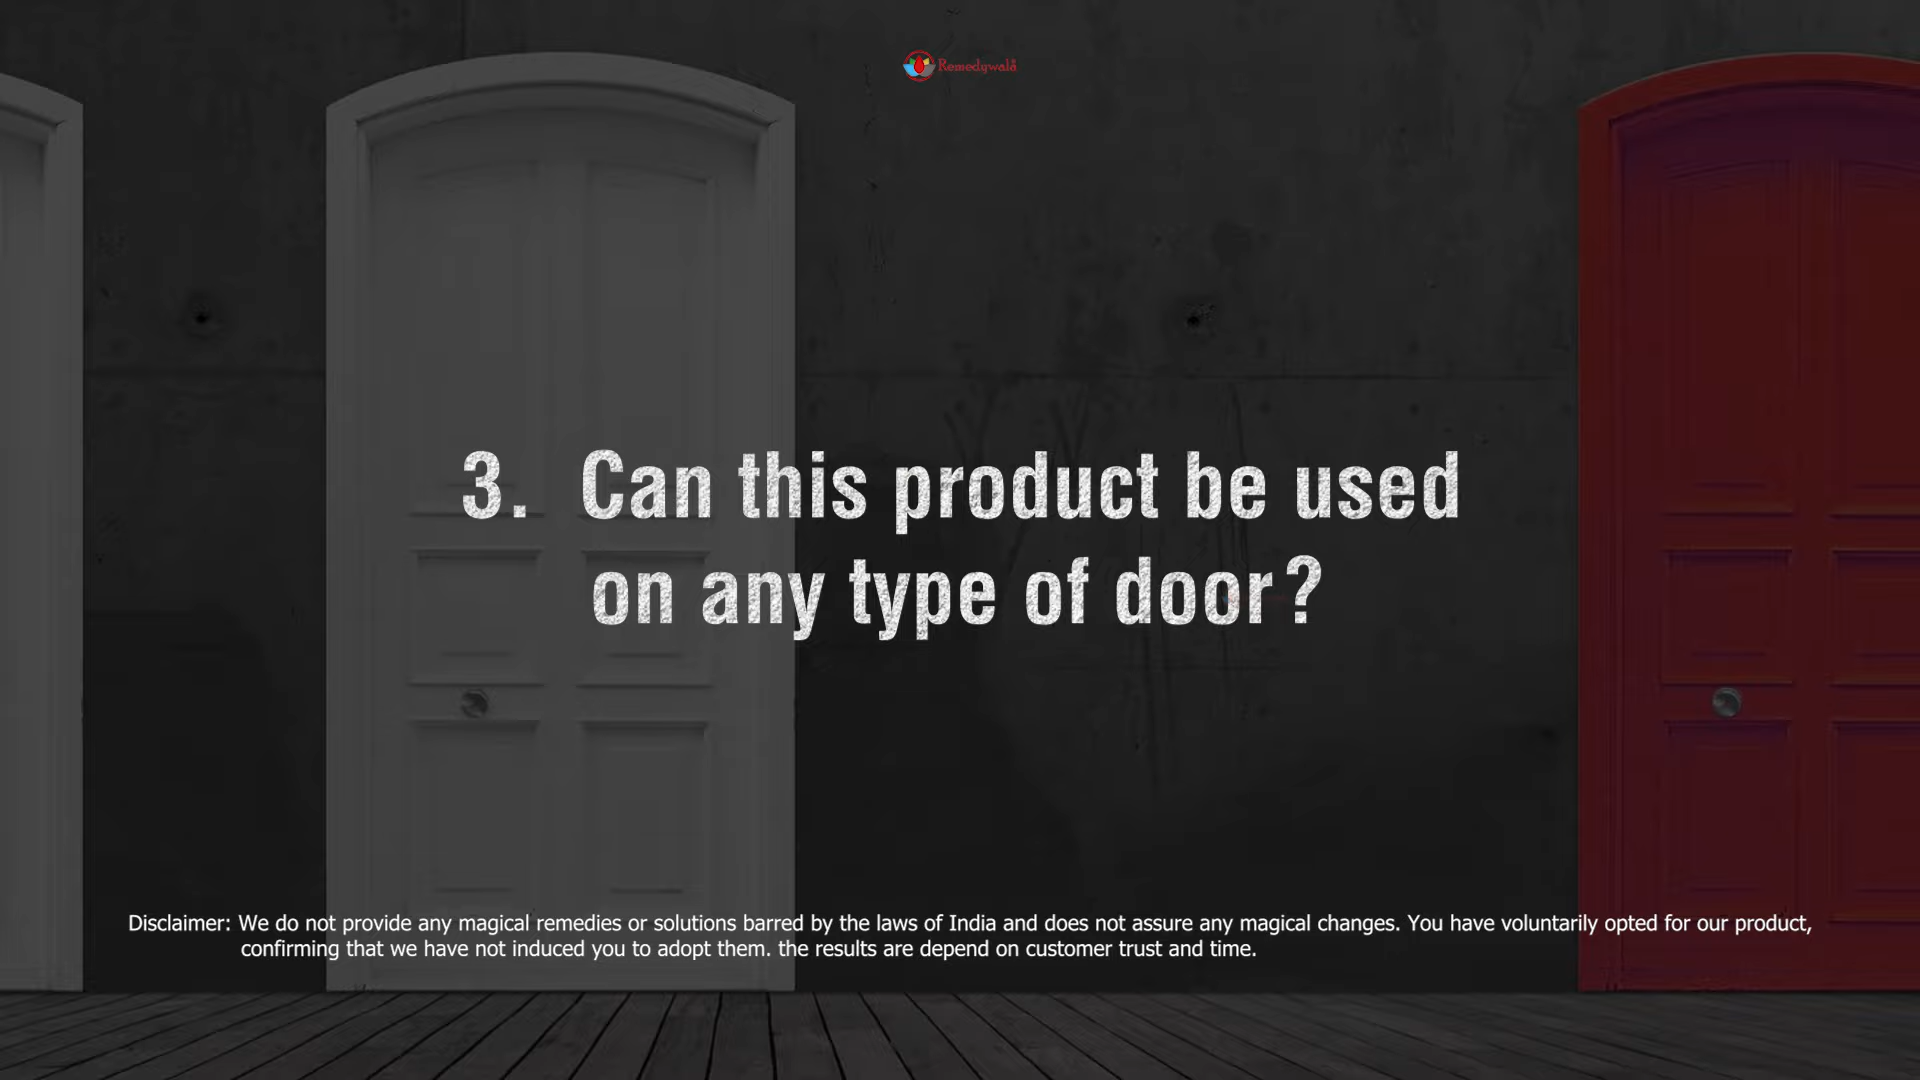 Remedywala
3. Can this product be used
on any type of door?
Disclaimer: We do not provide any magical remedies or solutions barred by the laws of India and does not assure any magical changes. You have voluntarily opted for our product,
confirming that we have not induced you to adopt them. the results are depend on customer trust and time.